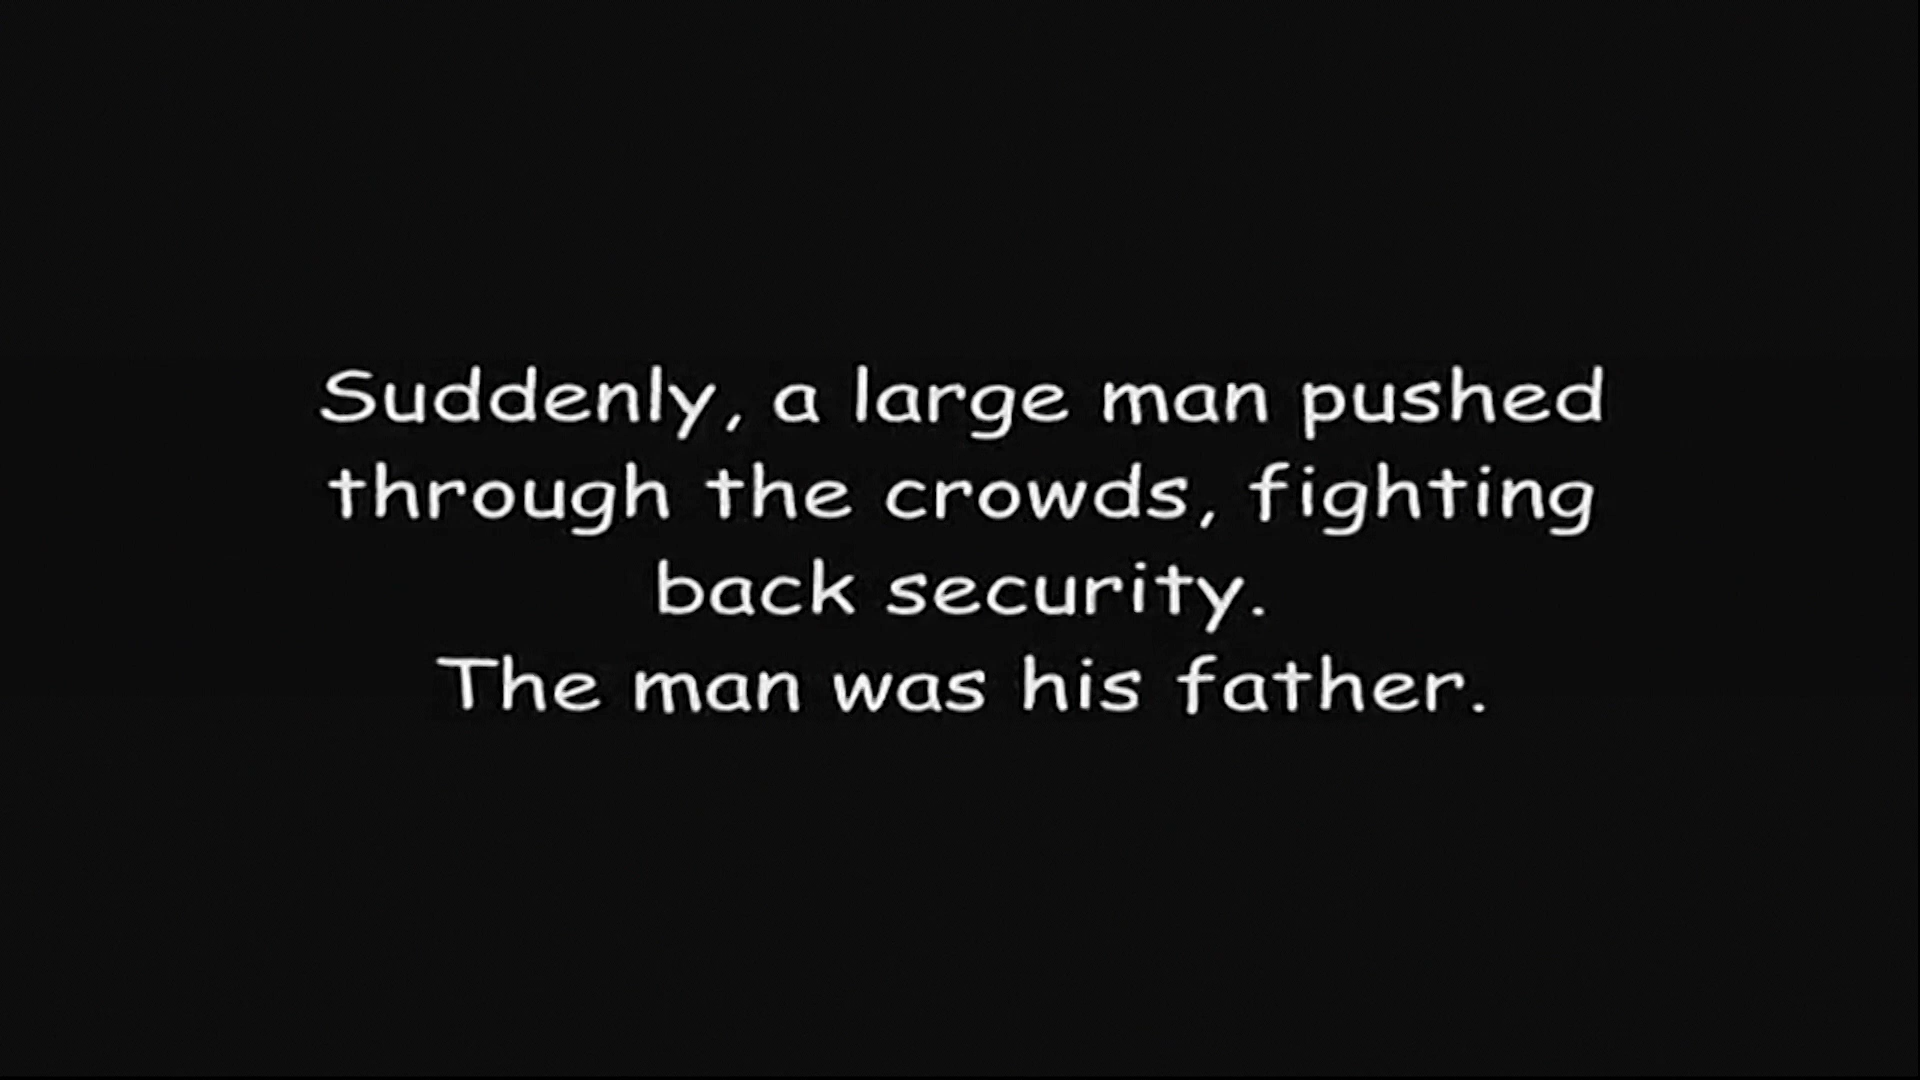 Suddenly, a large man pushed
through the crowds, fighting
back security.
The man was his father.